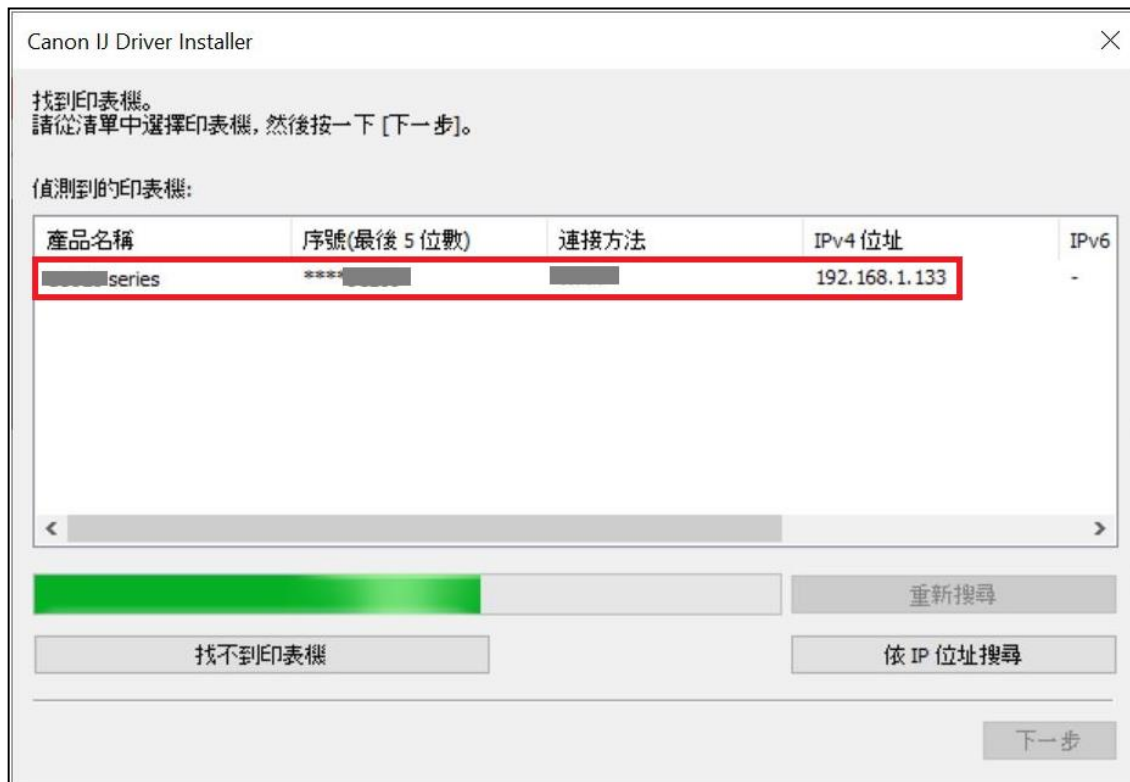 Canon IJ Driver Installer
找到印表機。
請從清單中選擇印表機, 然後按一下 [下一步]。
偵測到的印表機:
產品名稱 序號(最後 5 位數) 連接方法 IPv4 位址 IPv6
series **** 192.168.1.133 -
重新搜尋
找不到印表機 依 IP 位址搜尋
下一步